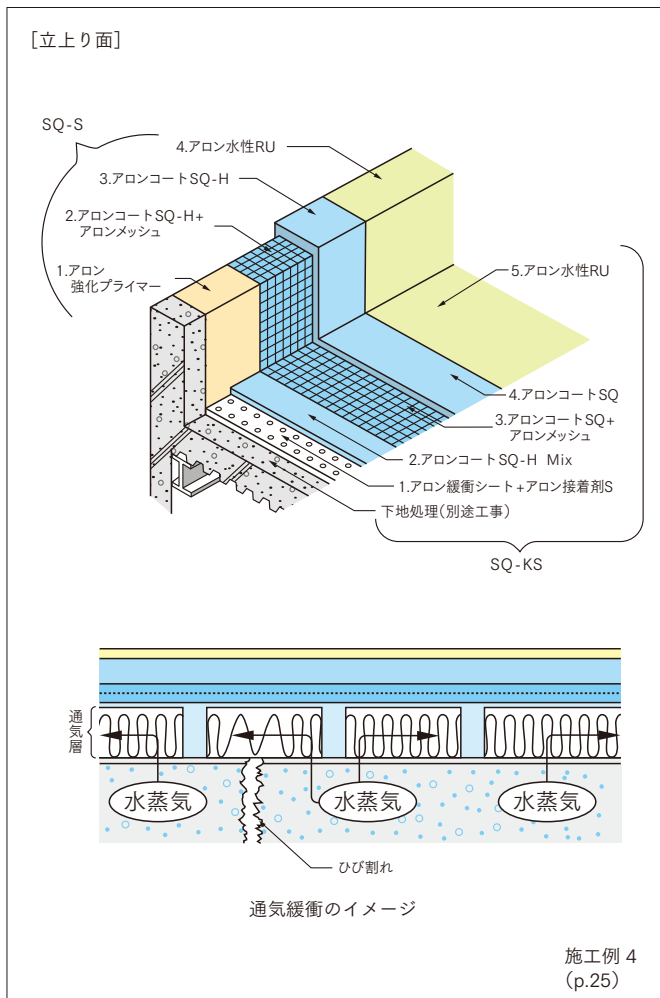 [立上り面]
SQ-S
4.アロン水性RU
3.アロンコートSQ-H
2.アロンコートSQ-H+
アロンメッシュ
1.アロン
強化プライマー
5.アロン水性RU
4.アロンコートSQ
3.アロンコートSQ+
アロンメッシュ
2.アロンコートSQ-H Mix
1.アロン緩衝シート+アロン接着剤S
下地処理(別途工事)
SQ-KS
通気層
水蒸気
水蒸気
水蒸気
ひび割れ
通気緩衝のイメージ
施工例 4
(p.25)